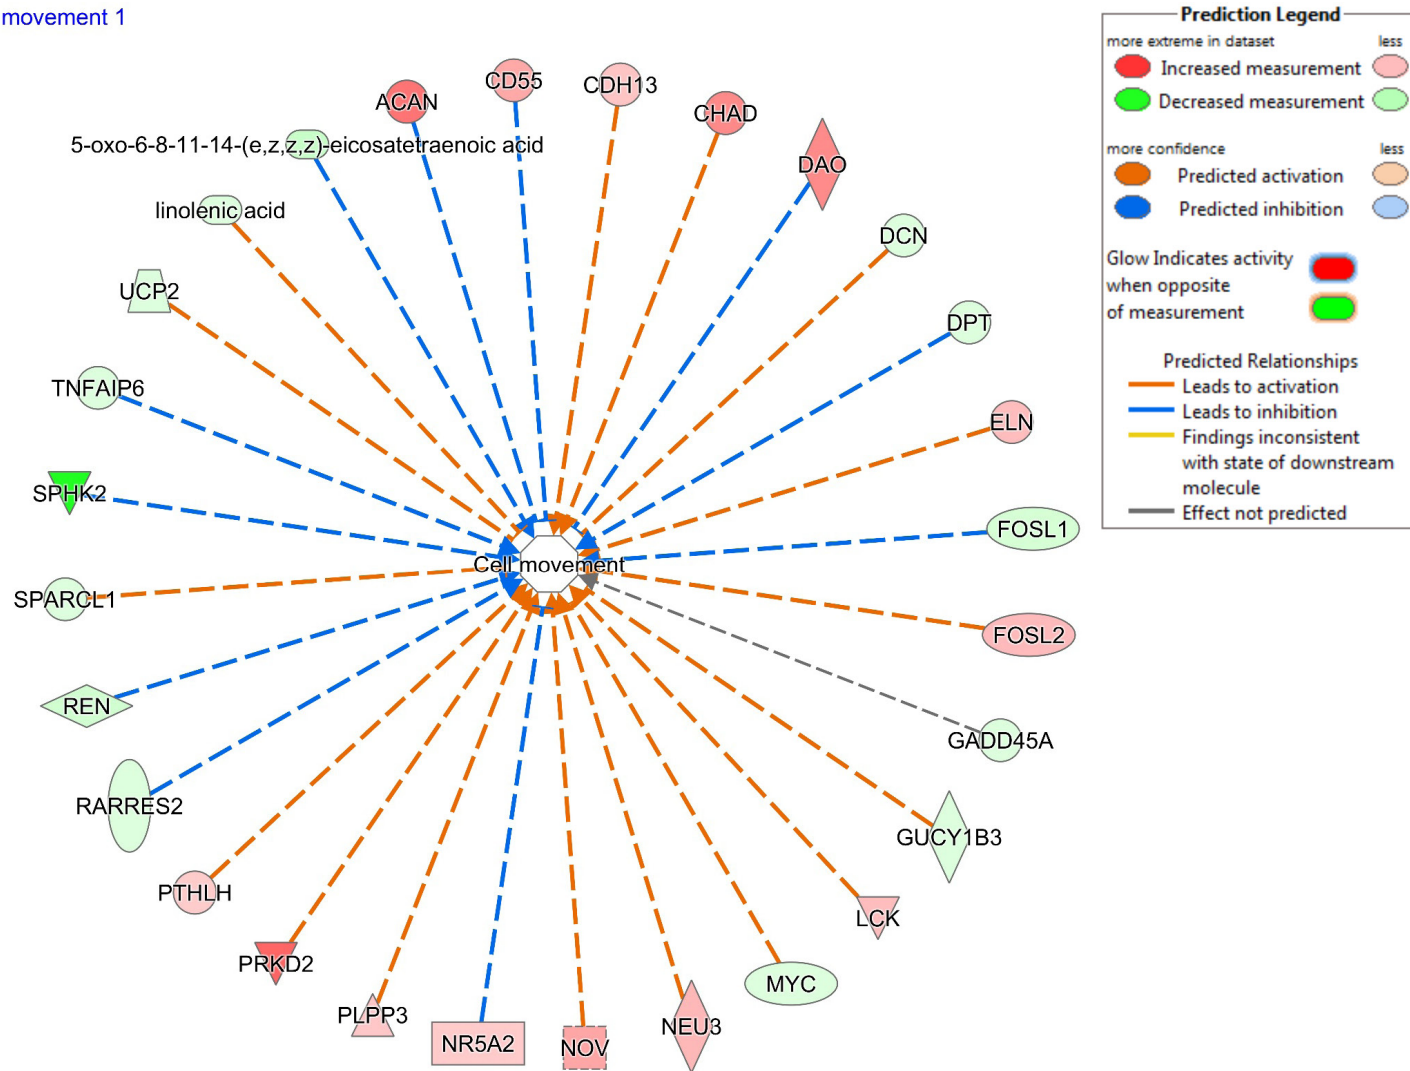 movement 1
Prediction Legend
more extreme in dataset less
Increased measurement
Decreased measurement
more confidence less
Predicted activation
Predicted inhibition
Glow Indicates activity
when opposite
of measurement
Predicted Relationships
Leads to activation
Leads to inhibition
Findings inconsistent
with state of downstream
molecule
Effect not predicted
CD55
CDH13
ACAN
CHAD
5-oxo-6-8-11-14-(e,z,z,z)-eicosatetraenoic acid
DAO
linolenic acid
DCN
UCP2
DPT
TNFAIP6
ELN
SPHK2
FOSL1
Cell movement
SPARCL1
FOSL2
REN
GADD45A
RARRES2
GUCY1B3
PTHLH
LCK
PRKD2
MYC
PLPP3
NEU3
NR5A2
NOV